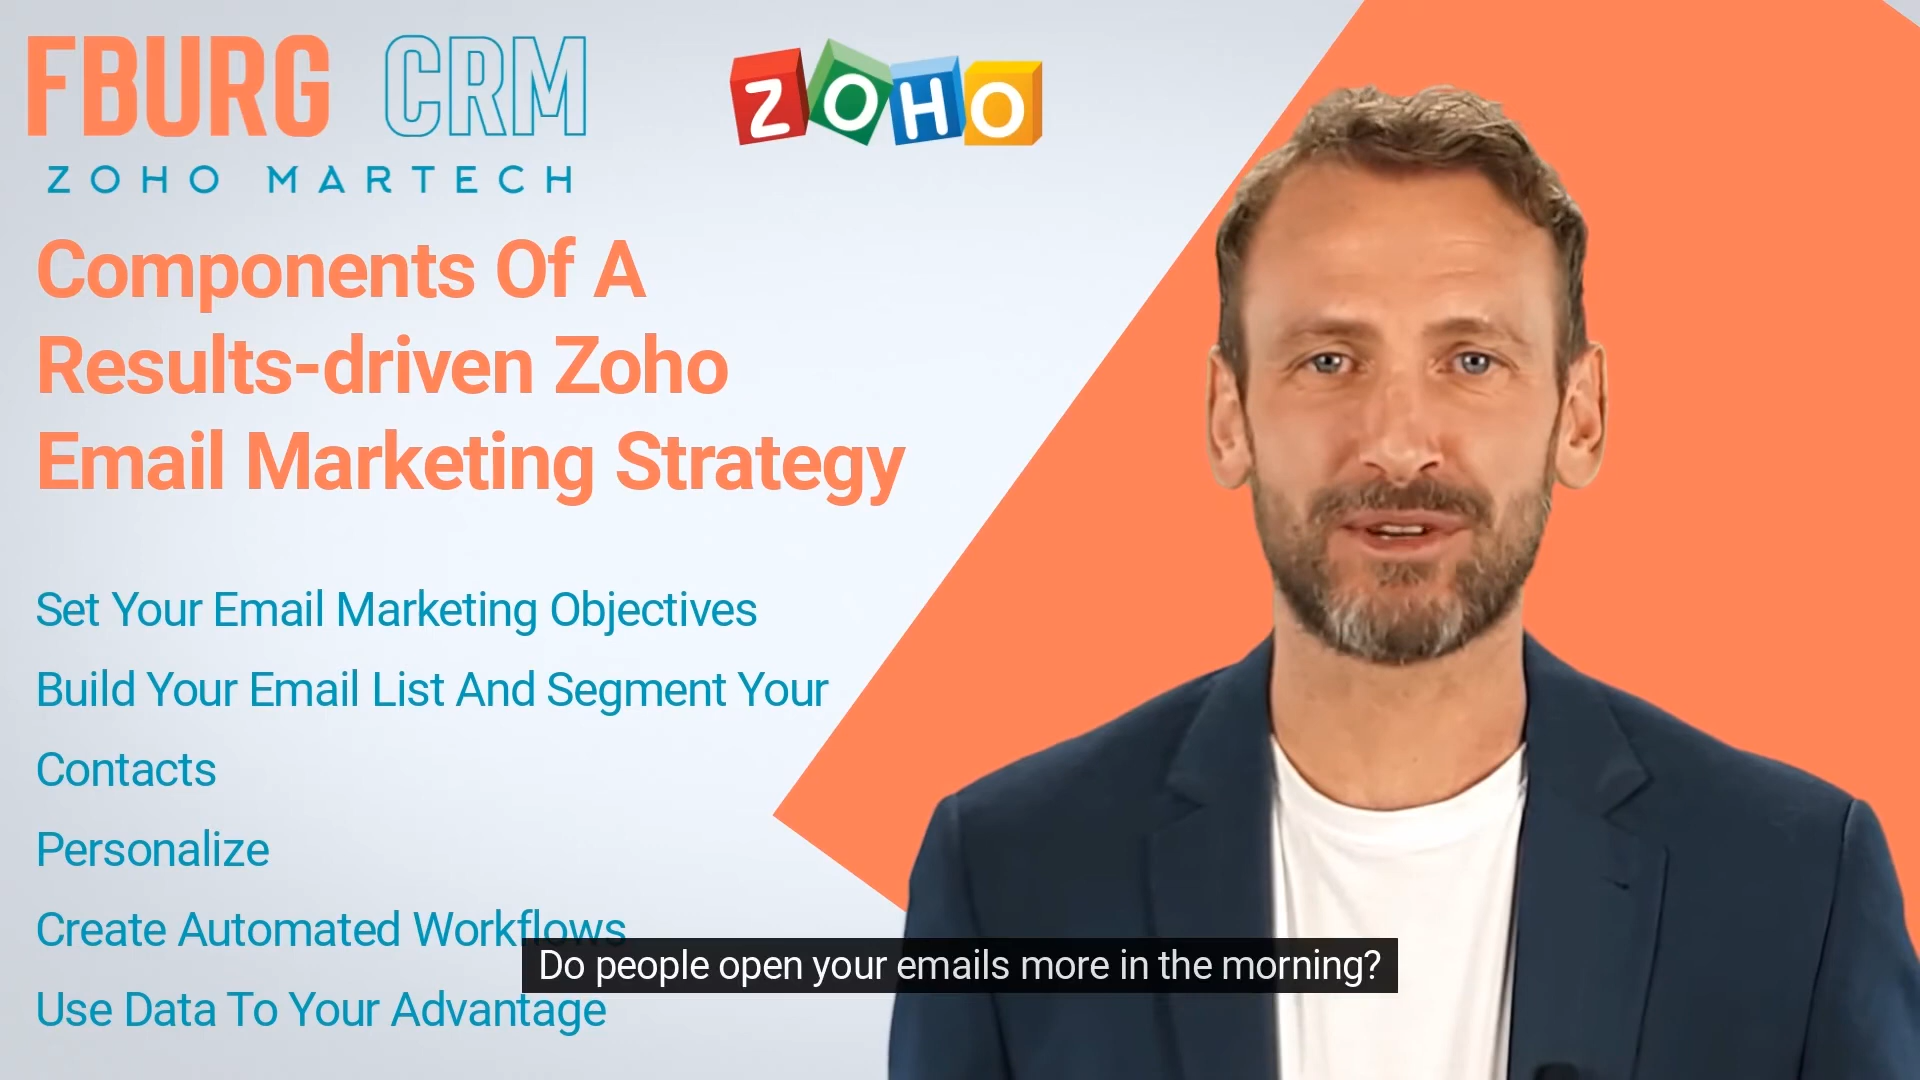 FBURG CRM
ZOHO MARTECH
ZOHO
Components Of A
Results-driven Zoho
Email Marketing Strategy
Set Your Email Marketing Objectives
Build Your Email List And Segment Your
Contacts
Personalize
Create Automated Workflows
Do people open your emails more in the morning?
Use Data To Your Advantage